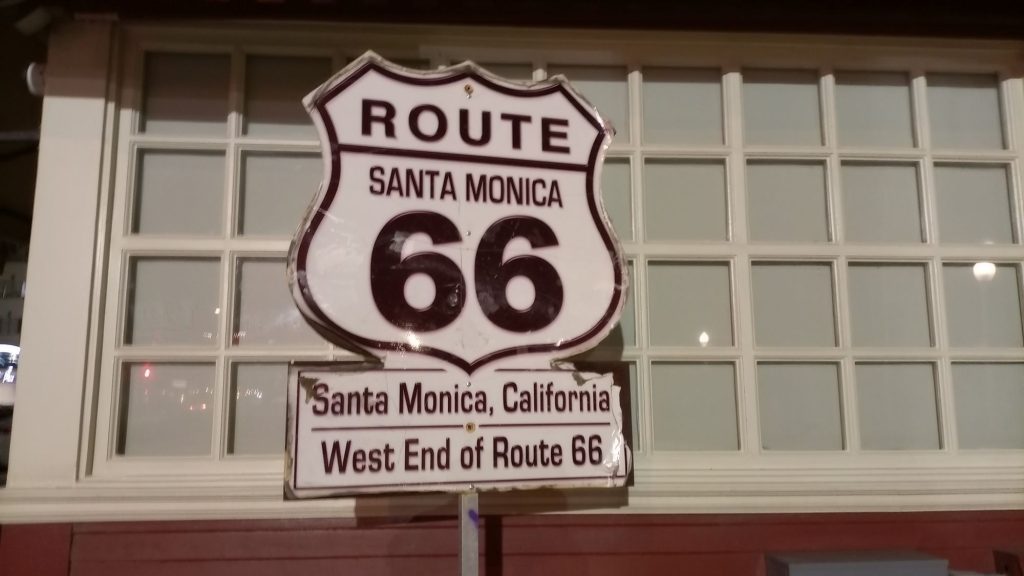 ROUTE
SANTA MONICA
66
Santa Monica, California
West End of Route 66